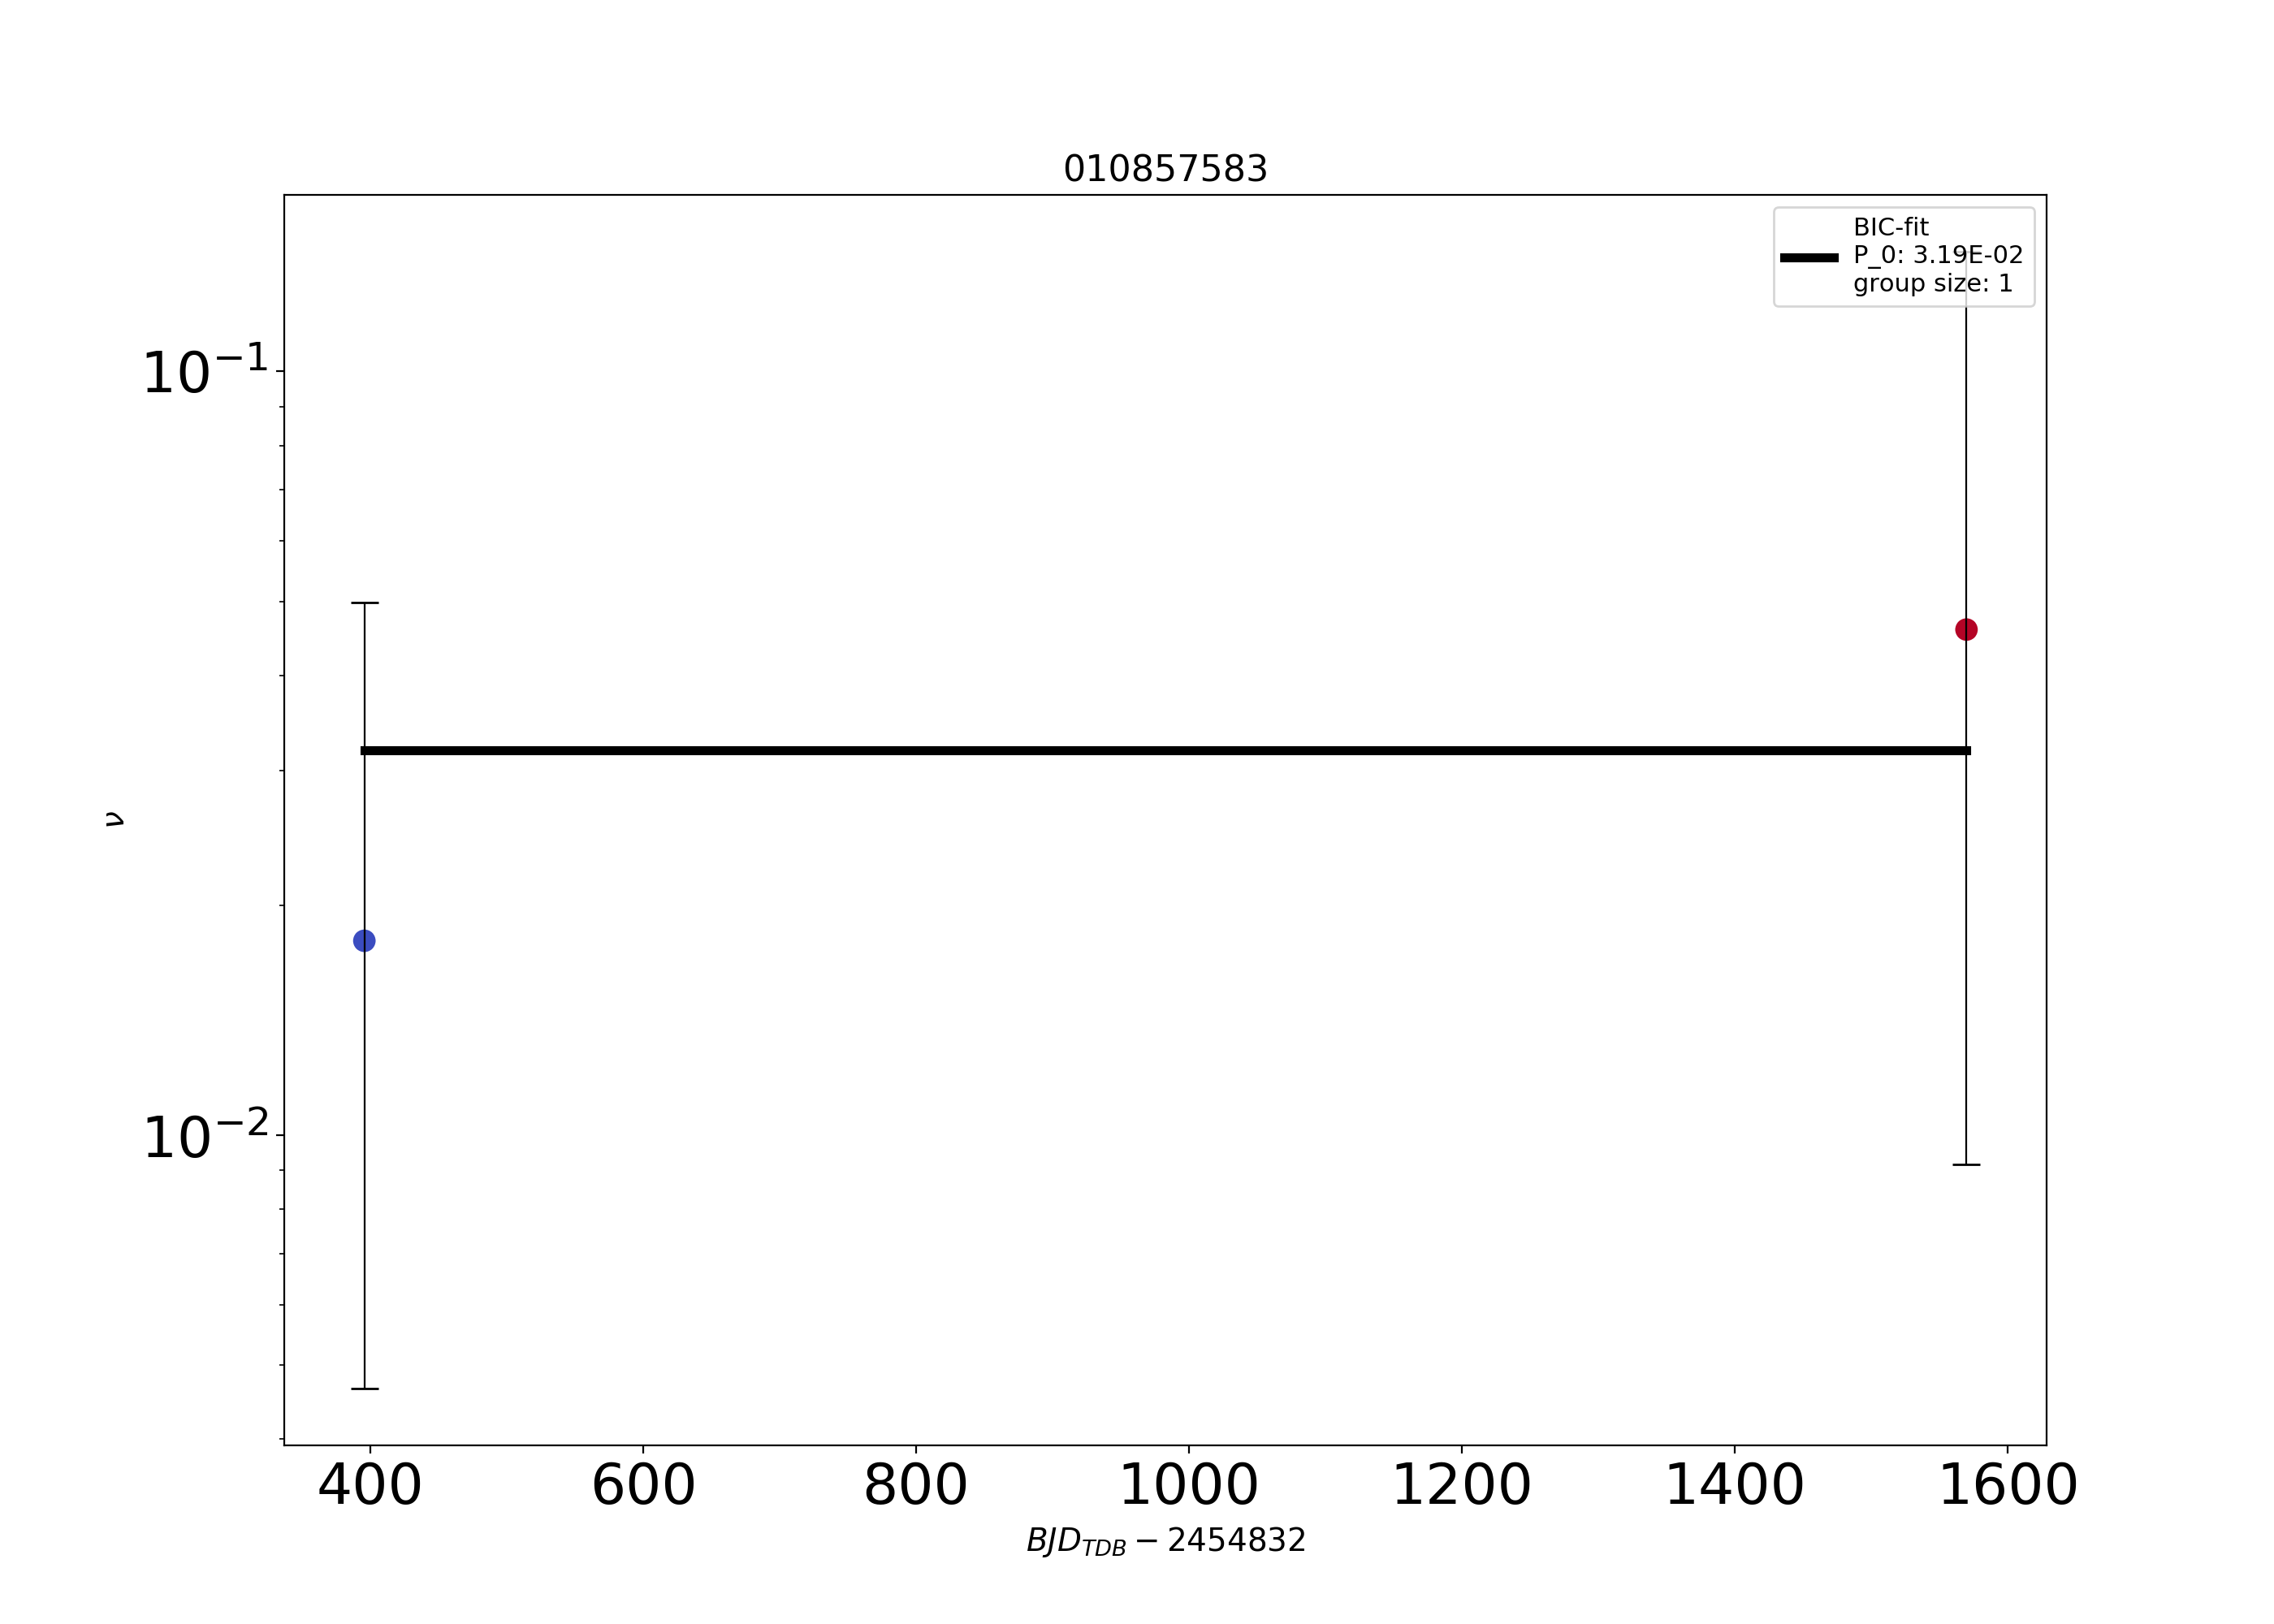 010857583
BIC-fit
P_0: 3.19E-02
group size: 1
10⁻¹
10⁻²
ν
400 600 800 1000 1200 1400 1600
BJD_TDB − 2454832